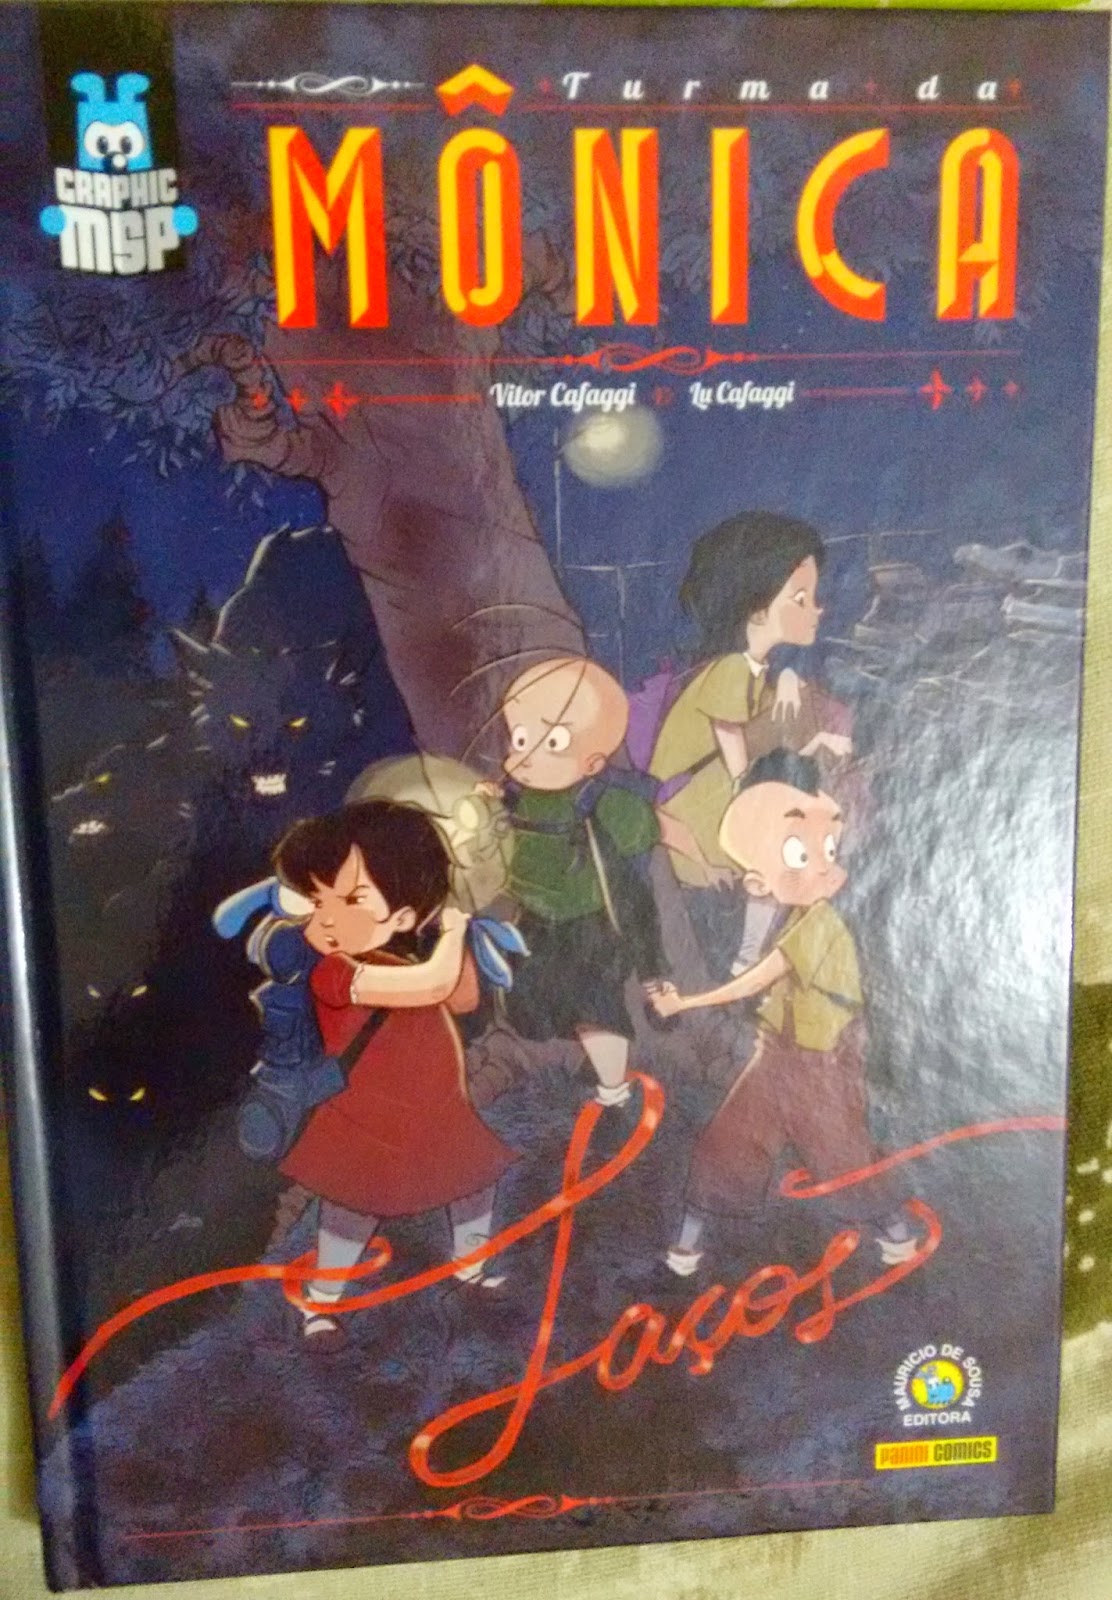 GRAPHIC
MSP
Turma da
MÔNICA
Vitor Cafaggi Lu Cafaggi
Laços
MAURICIO DE SOUSA
EDITORA
PANINI COMICS